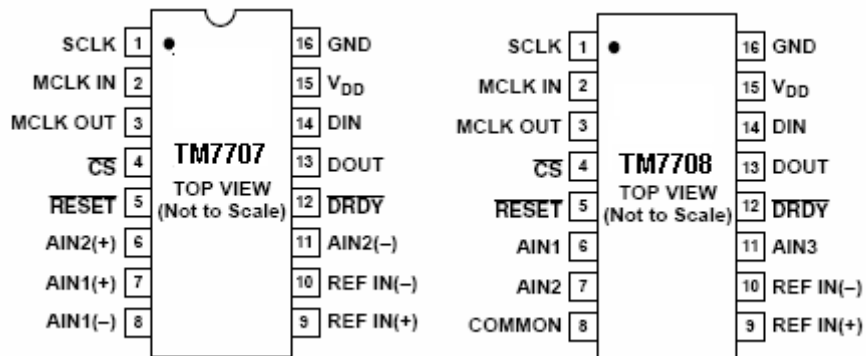 SCLK 1 16 GND
MCLK IN 2 15 VDD
MCLK OUT 3 14 DIN
CS 4 13 DOUT
RESET 5 12 DRDY
AIN2(+) 6 11 AIN2(–)
AIN1(+) 7 10 REF IN(–)
AIN1(–) 8 9 REF IN(+)
TM7707
TOP VIEW
(Not to Scale)
SCLK 1 16 GND
MCLK IN 2 15 VDD
MCLK OUT 3 14 DIN
CS 4 13 DOUT
RESET 5 12 DRDY
AIN1 6 11 AIN3
AIN2 7 10 REF IN(–)
COMMON 8 9 REF IN(+)
TM7708
TOP VIEW
(Not to Scale)